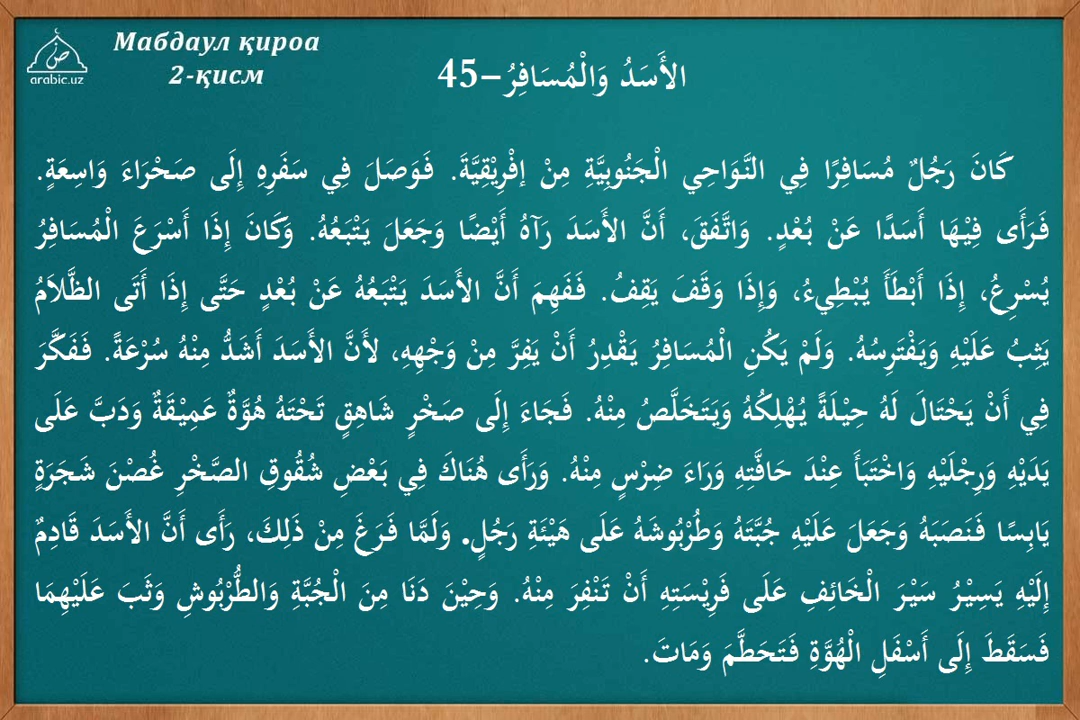 Мабдаул қироа
2-қисм
arabic.uz
45–الأَسَدُ وَالْمُسَافِرُ
كَانَ رَجُلٌ مُسَافِرًا فِي النَّوَاحِي الْجَنُوبِيَّةِ مِنْ إفْرِيْقِيَّةَ. فَوَصَلَ فِي سَفَرِهِ إِلَى صَحْرَاءَ وَاسِعَةٍ.
فَرَأَى فِيْهَا أَسَدًا عَنْ بُعْدٍ. وَاتَّفَقَ، أَنَّ الأَسَدَ رَآهُ أَيْضًا وَجَعَلَ يَتْبَعُهُ. وَكَانَ إِذَا أَسْرَعَ الْمُسَافِرُ
يُسْرِعُ، إِذَا أَبْطَأَ يُبْطِيءُ، وَإِذَا وَقَفَ يَقِفُ. فَفَهِمَ أَنَّ الأَسَدَ يَتْبَعُهُ عَنْ بُعْدٍ حَتَّى إِذَا أَتَى الظَّلاَمُ
يَثِبُ عَلَيْهِ وَيَفْتَرِسُهُ. وَلَمْ يَكُنِ الْمُسَافِرُ يَقْدِرُ أَنْ يَفِرَّ مِنْ وَجْهِهِ، لأَنَّ الأَسَدَ أَشَدُّ مِنْهُ سُرْعَةً. فَفَكَّرَ
فِي أَنْ يَحْتَالَ لَهُ حِيْلَةً يُهْلِكُهُ وَيَتَخَلَّصُ مِنْهُ. فَجَاءَ إِلَى صَخْرٍ شَاهِقٍ تَحْتَهُ هُوَّةٌ عَمِيْقَةٌ وَدَبَّ عَلَى
يَدَيْهِ وَرِجْلَيْهِ وَاخْتَبَأَ عِنْدَ حَافَّتِهِ وَرَاءَ ضِرْسٍ مِنْهُ. وَرَأَى هُنَاكَ فِي بَعْضِ شُقُوقِ الصَّخْرِ غُصْنَ شَجَرَةٍ
يَابِسًا فَنَصَبَهُ وَجَعَلَ عَلَيْهِ جُبَّتَهُ وَطُرْبُوشَهُ عَلَى هَيْئَةِ رَجُلٍ. وَلَمَّا فَرَغَ مِنْ ذَلِكَ، رَأَى أَنَّ الأَسَدَ قَادِمٌ
إِلَيْهِ يَسِيْرُ سَيْرَ الْخَائِفِ عَلَى فَرِيْسَتِهِ أَنْ تَنْفِرَ مِنْهُ. وَحِيْنَ دَنَا مِنَ الْجُبَّةِ وَالطُّرْبُوشِ وَثَبَ عَلَيْهِمَا
فَسَقَطَ إِلَى أَسْفَلِ الْهُوَّةِ فَتَحَطَّمَ وَمَاتَ.